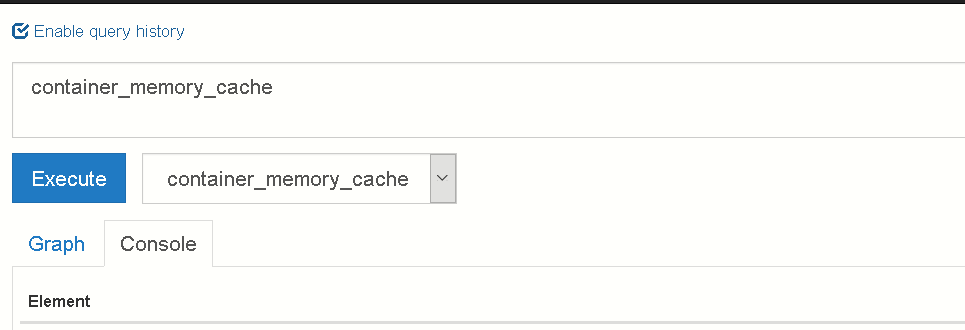 Enable query history
container_memory_cache
Execute
container_memory_cache
Graph
Console
Element